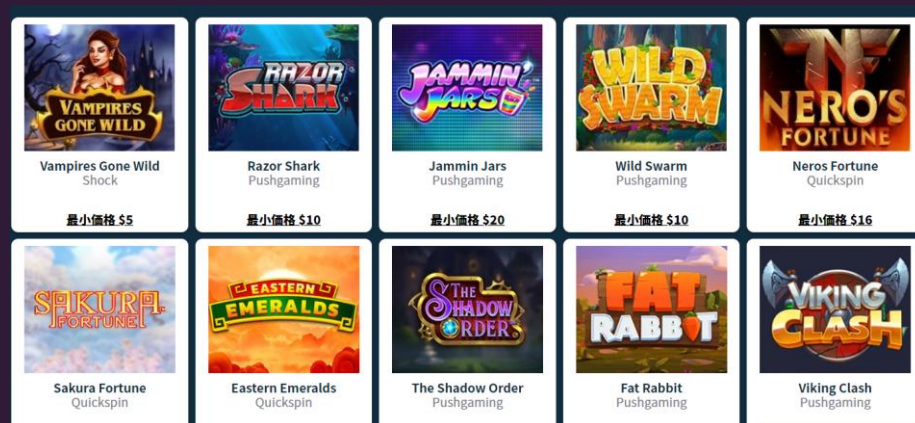 VAMPIRES
GONE WILD
RAZOR
SHARK
JAMMIN'
JARS
WILD
SWARM
NF
NERO'S
FORTUNE
Vampires Gone Wild
Shock
Razor Shark
Pushgaming
Jammin Jars
Pushgaming
Wild Swarm
Pushgaming
Neros Fortune
Quickspin
最小価格 $5
最小価格 $10
最小価格 $20
最小価格 $10
最小価格 $16
SAKURA
FORTUNE
EASTERN
EMERALDS
THE
SHADOW
ORDER
FAT
RABBIT
VIKING
CLASH
Sakura Fortune
Quickspin
Eastern Emeralds
Quickspin
The Shadow Order
Pushgaming
Fat Rabbit
Pushgaming
Viking Clash
Pushgaming